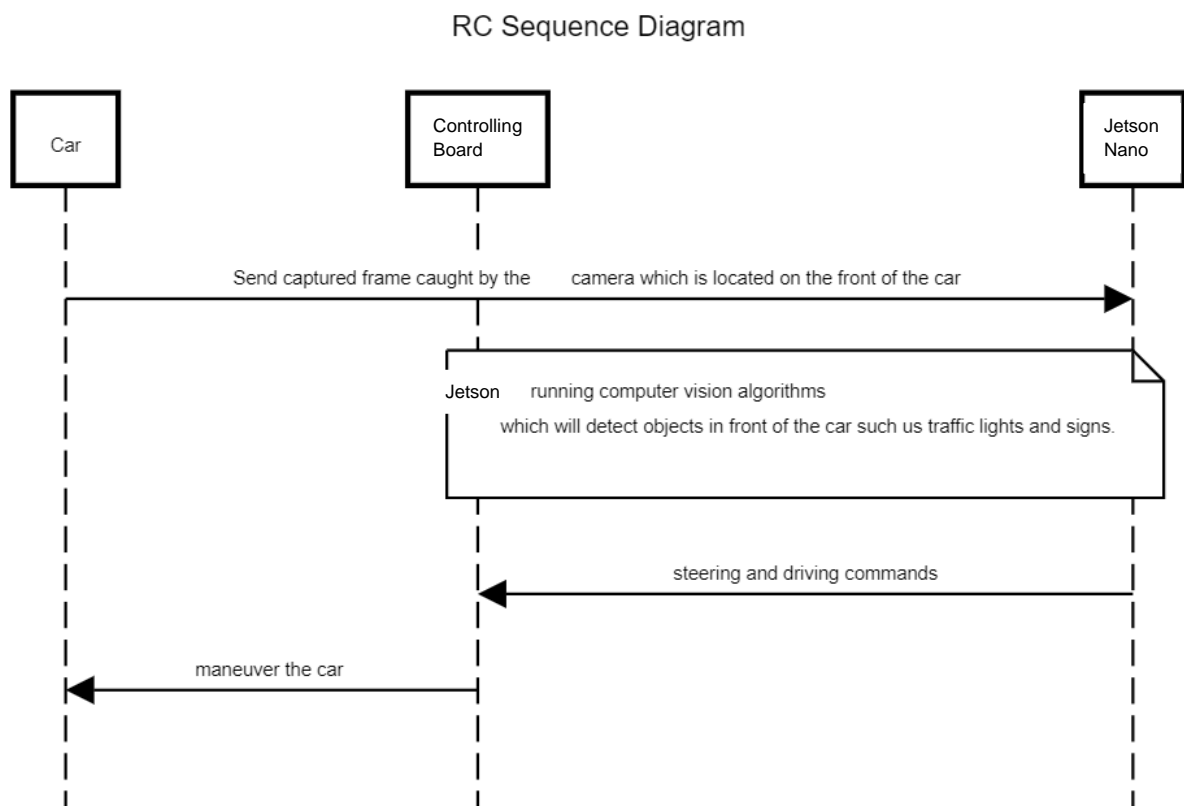 RC Sequence Diagram
Car
Controlling
Board
Jetson
Nano
Send captured frame caught by the camera which is located on the front of the car
Jetson running computer vision algorithms
which will detect objects in front of the car such us traffic lights and signs.
steering and driving commands
maneuver the car